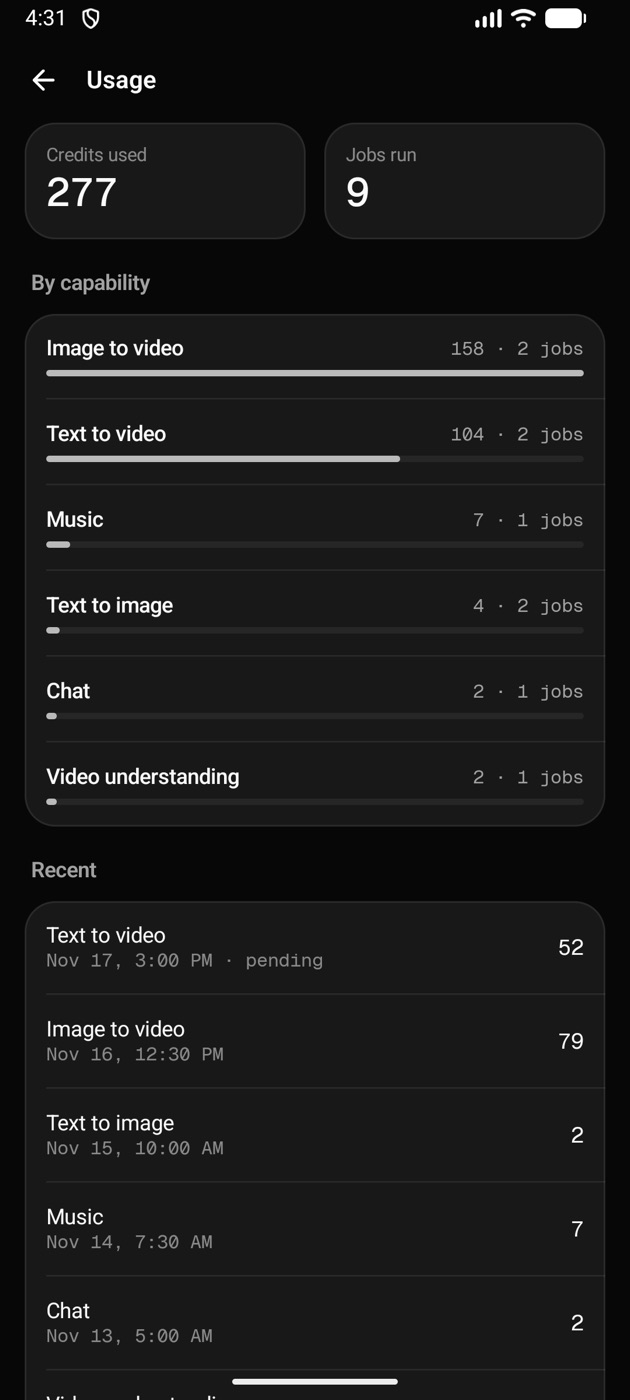 4:31
Usage
Credits used
277
Jobs run
9
By capability
Image to video
158 · 2 jobs
Text to video
104 · 2 jobs
Music
7 · 1 jobs
Text to image
4 · 2 jobs
Chat
2 · 1 jobs
Video understanding
2 · 1 jobs
Recent
Text to video
52
Nov 17, 3:00 PM · pending
Image to video
79
Nov 16, 12:30 PM
Text to image
2
Nov 15, 10:00 AM
Music
7
Nov 14, 7:30 AM
Chat
2
Nov 13, 5:00 AM